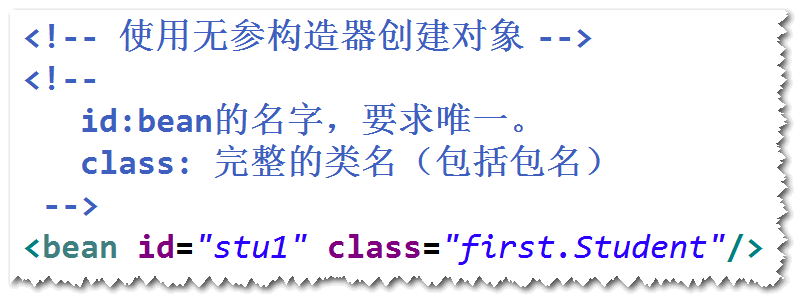 <!-- 使用无参构造器创建对象 -->
<!--
id:bean的名字，要求唯一。
class: 完整的类名（包括包名）
-->
<bean id="stu1" class="first.Student"/>